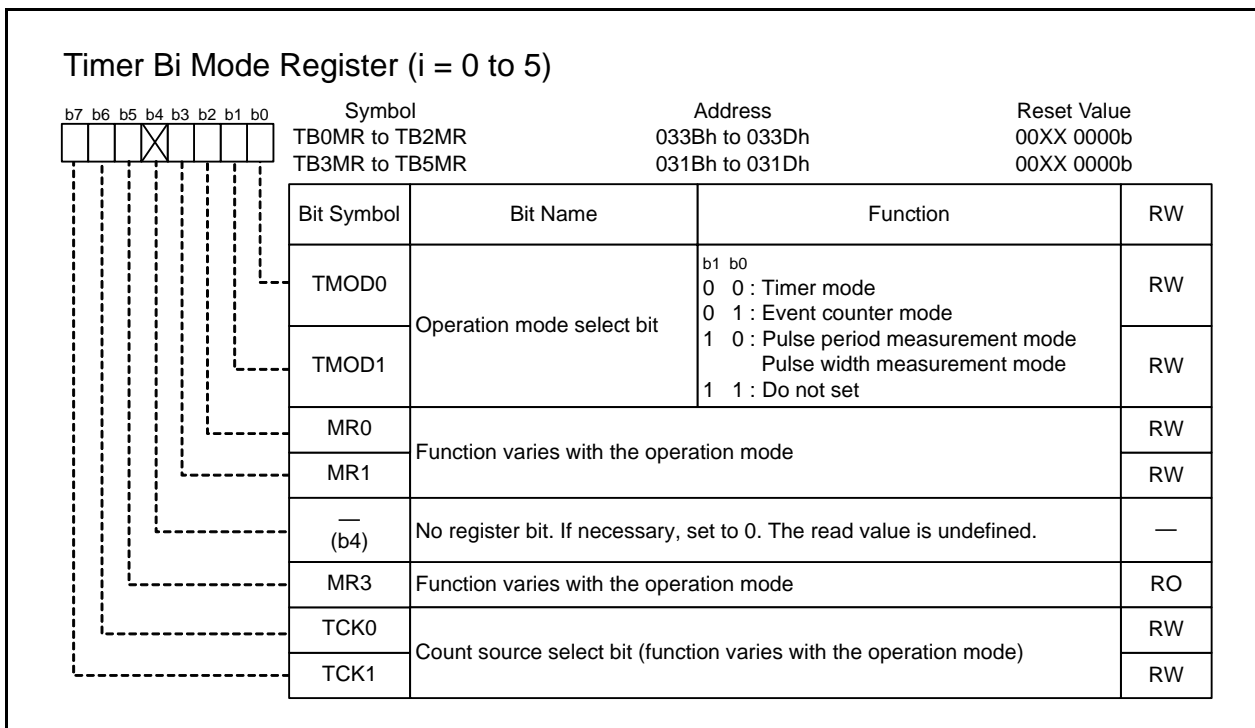 Timer Bi Mode Register (i = 0 to 5)
b7 b6 b5 b4 b3 b2 b1 b0
Symbol Address Reset Value
TB0MR to TB2MR 033Bh to 033Dh 00XX 0000b
TB3MR to TB5MR 031Bh to 031Dh 00XX 0000b
Bit Symbol Bit Name Function RW
TMOD0 RW
TMOD1 RW
Operation mode select bit
b1 b0
0 0 : Timer mode
0 1 : Event counter mode
1 0 : Pulse period measurement mode
Pulse width measurement mode
1 1 : Do not set
MR0 RW
Function varies with the operation mode
MR1 RW
—
(b4) No register bit. If necessary, set to 0. The read value is undefined. —
MR3 Function varies with the operation mode RO
TCK0 RW
Count source select bit (function varies with the operation mode)
TCK1 RW